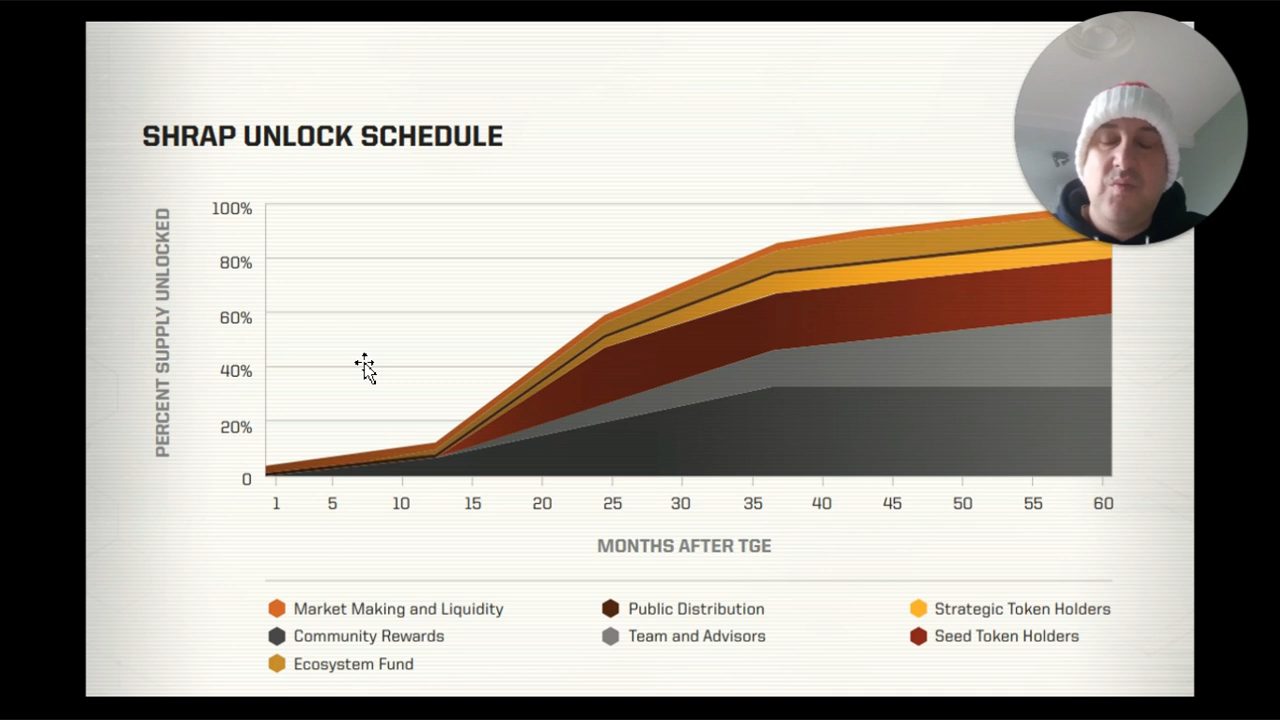 SHRAP UNLOCK SCHEDULE
PERCENT SUPPLY UNLOCKED
100%
80%
60%
40%
20%
0
1 5 10 15 20 25 30 35 40 45 50 55 60
MONTHS AFTER TGE
Market Making and Liquidity Public Distribution Strategic Token Holders
Community Rewards Team and Advisors Seed Token Holders
Ecosystem Fund